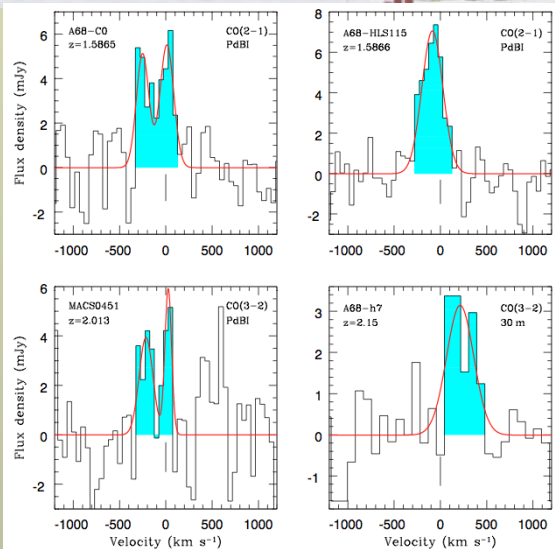 A68-C0 CO(2-1)
z=1.5865 PdBI
A68-HLS115 CO(2-1)
z=1.5866 PdBI
Flux density (mJy)
6
4
2
0
-2
8
6
4
2
0
-2
-1000 -500 0 500 1000
-1000 -500 0 500 1000
MACS0451 CO(3-2)
z=2.013 PdBI
A68-h7 CO(3-2)
z=2.15 30 m
Flux density (mJy)
6
4
2
0
-2
3
2
1
0
-1
-1000 -500 0 500 1000
-1000 -500 0 500 1000
Velocity (km s⁻¹)
Velocity (km s⁻¹)